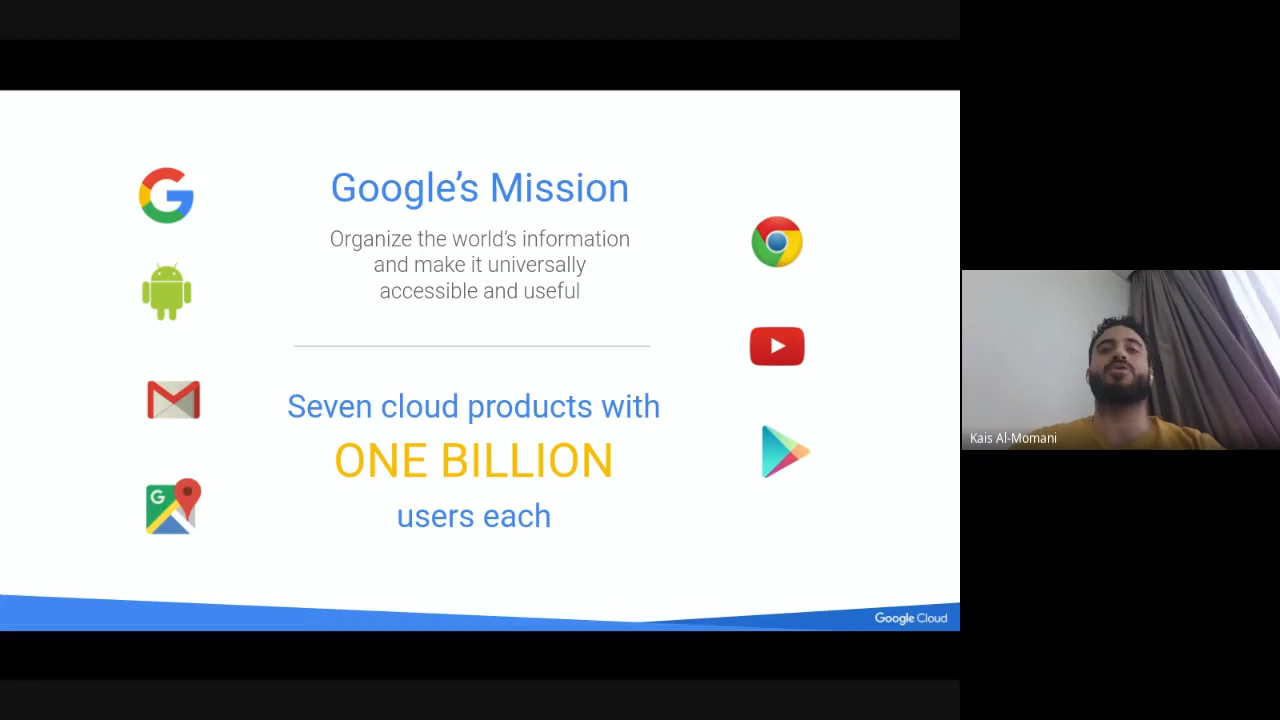 Google's Mission
Organize the world's information
and make it universally
accessible and useful
Seven cloud products with
ONE BILLION
users each
Google Cloud
Kais Al-Momani